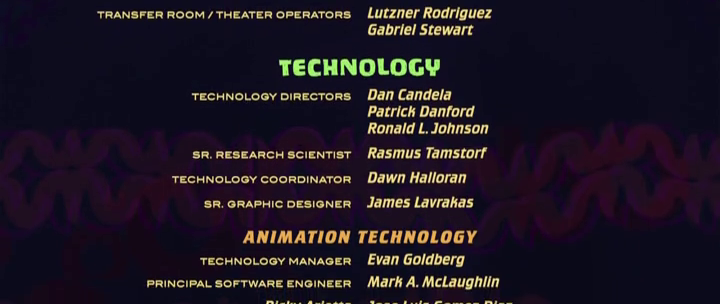 TRANSFER ROOM / THEATER OPERATORS Lutzner Rodriguez
Gabriel Stewart
TECHNOLOGY
TECHNOLOGY DIRECTORS Dan Candela
Patrick Danford
Ronald L. Johnson
SR. RESEARCH SCIENTIST Rasmus Tamstorf
TECHNOLOGY COORDINATOR Dawn Halloran
SR. GRAPHIC DESIGNER James Lavrakas
ANIMATION TECHNOLOGY
TECHNOLOGY MANAGER Evan Goldberg
PRINCIPAL SOFTWARE ENGINEER Mark A. McLaughlin